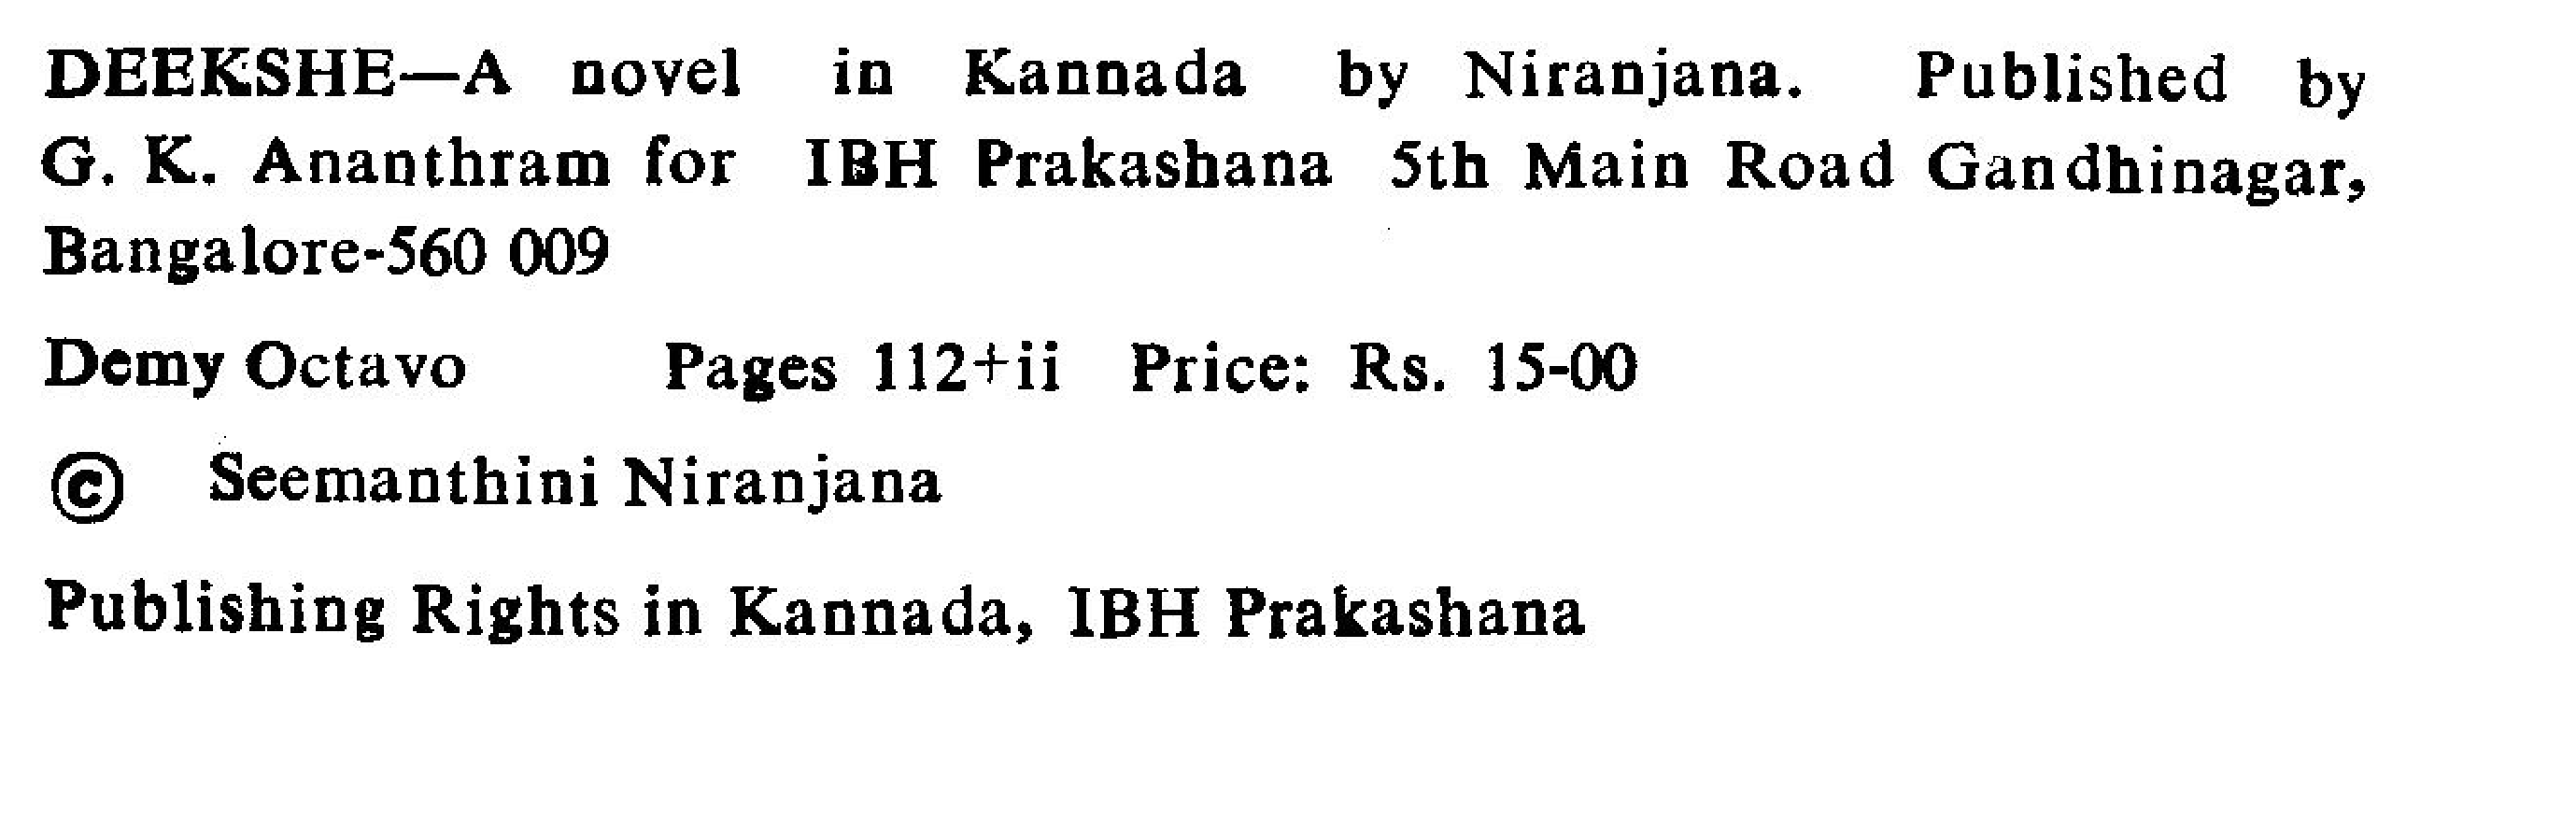 DEEKSHE—A novel in Kannada by Niranjana. Published by
G. K. Ananthram for IBH Prakashana 5th Main Road Gandhinagar,
Bangalore-560 009
Demy Octavo Pages 112+ii Price: Rs. 15-00
© Seemanthini Niranjana
Publishing Rights in Kannada, IBH Prakashana